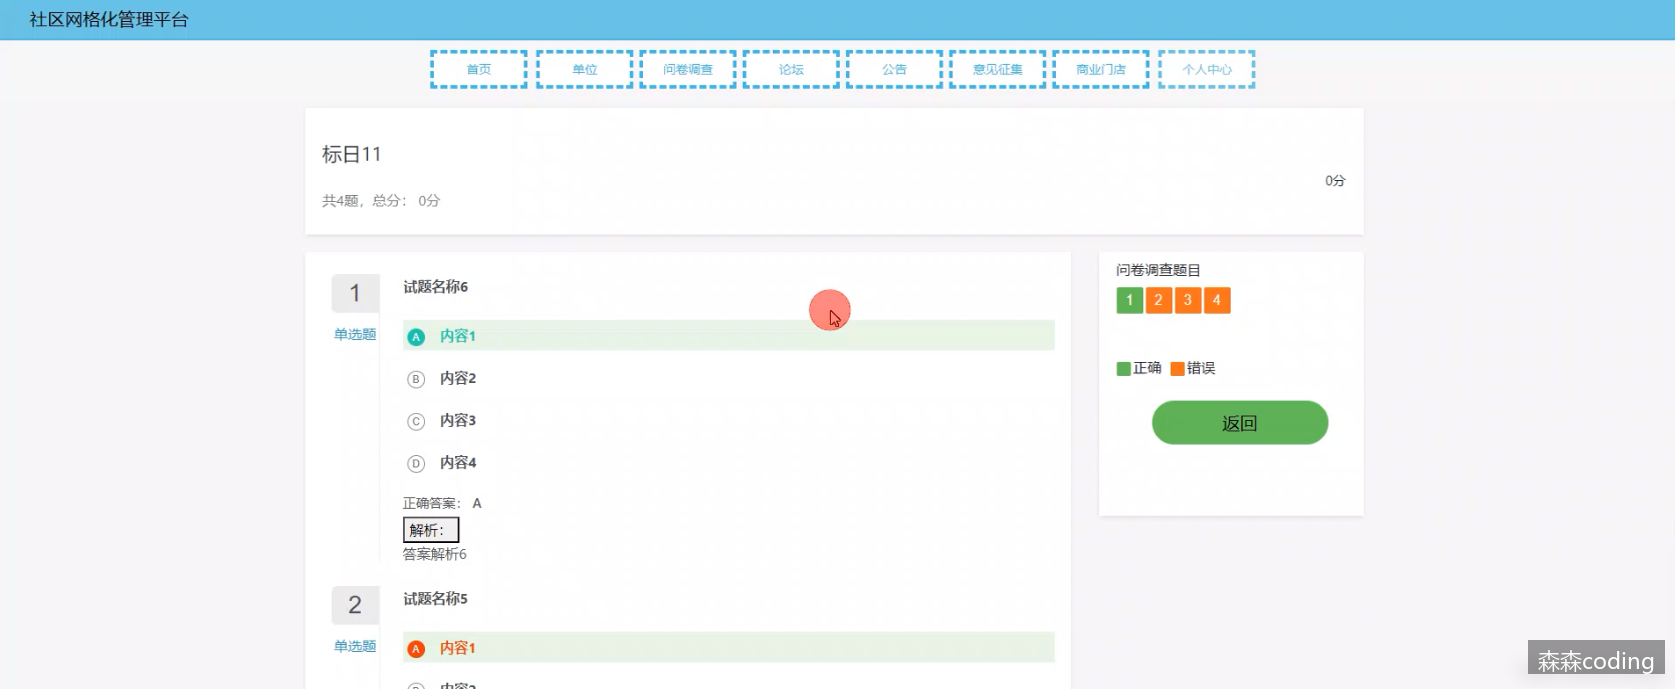 社区网格化管理平台
首页 单位 问卷调查 论坛 公告 意见征集 商业门店 个人中心
标日11
0分
共4题，总分： 0分
1 试题名称6
单选题
A 内容1
B 内容2
C 内容3
D 内容4
正确答案： A
解析：
答案解析6
2 试题名称5
单选题
A 内容1
问卷调查题目
1 2 3 4
正确 错误
返回
森森coding